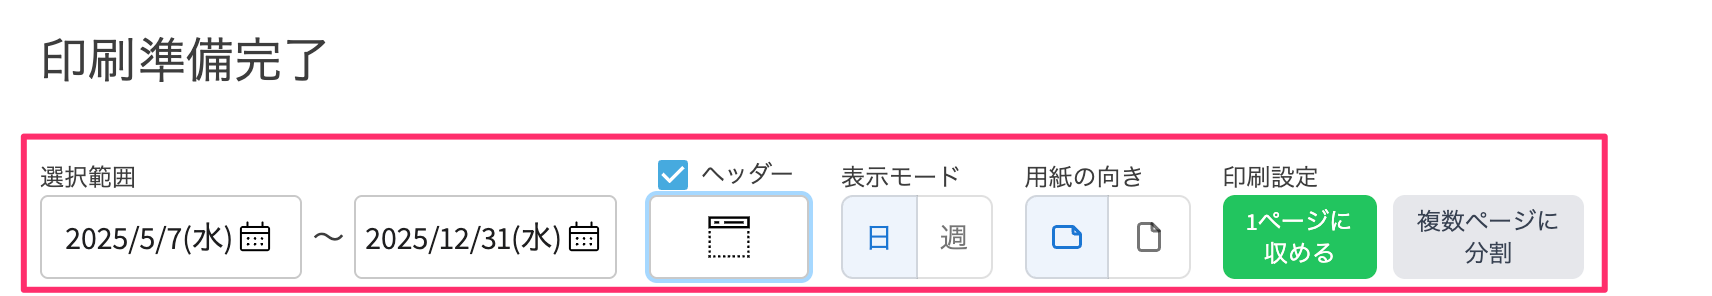 印刷準備完了
選択範囲
2025/5/7(水)
～
2025/12/31(水)
ヘッダー
表示モード
日
週
用紙の向き
印刷設定
1ページに
収める
複数ページに
分割